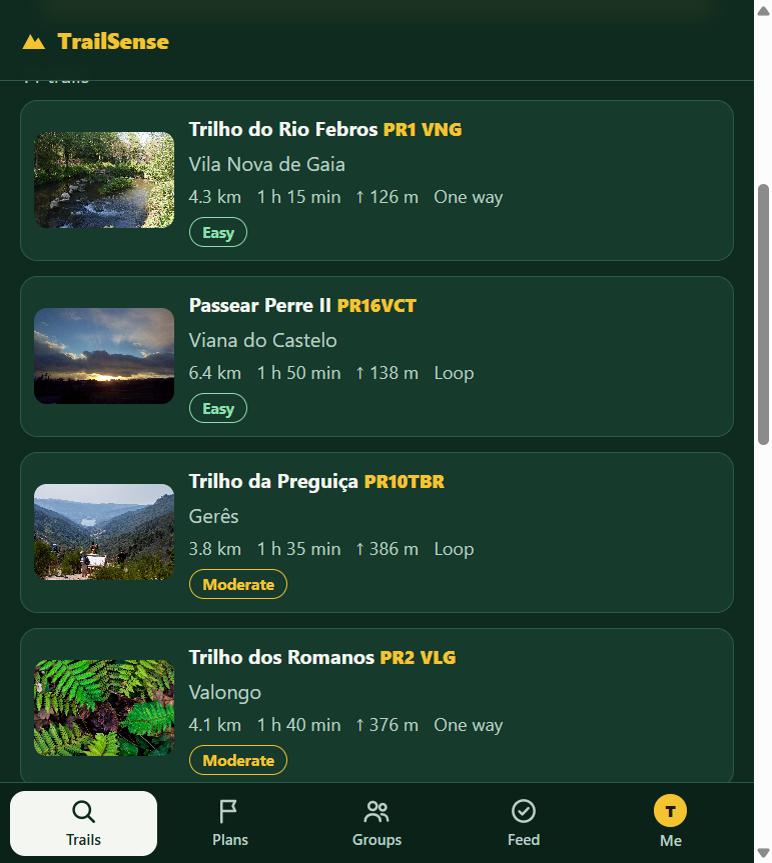 TrailSense
Trilho do Rio Febros PR1 VNG
Vila Nova de Gaia
4.3 km 1 h 15 min ↑ 126 m One way
Easy
Passear Perre II PR16VCT
Viana do Castelo
6.4 km 1 h 50 min ↑ 138 m Loop
Easy
Trilho da Preguiça PR10TBR
Gerês
3.8 km 1 h 35 min ↑ 386 m Loop
Moderate
Trilho dos Romanos PR2 VLG
Valongo
4.1 km 1 h 40 min ↑ 376 m One way
Moderate
Trails
Plans
Groups
Feed
T
Me